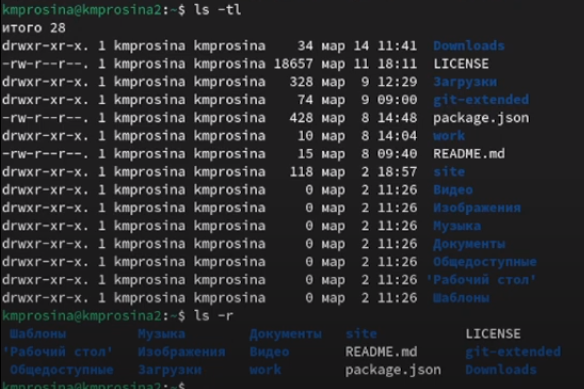 kmprosina@kmprosina2:~$ ls -tl
итого 28
drwxr-xr-x. 1 kmprosina kmprosina    34 мар 14 11:41  Downloads
-rw-r--r--. 1 kmprosina kmprosina 18657 мар 11 18:11  LICENSE
drwxr-xr-x. 1 kmprosina kmprosina   328 мар  9 12:29  Загрузки
drwxr-xr-x. 1 kmprosina kmprosina    74 мар  9 09:00  git-extended
-rw-r--r--. 1 kmprosina kmprosina   428 мар  8 14:48  package.json
drwxr-xr-x. 1 kmprosina kmprosina    10 мар  8 14:04  work
-rw-r--r--. 1 kmprosina kmprosina    15 мар  8 09:40  README.md
drwxr-xr-x. 1 kmprosina kmprosina   118 мар  2 18:57  site
drwxr-xr-x. 1 kmprosina kmprosina     0 мар  2 11:26  Видео
drwxr-xr-x. 1 kmprosina kmprosina     0 мар  2 11:26  Изображения
drwxr-xr-x. 1 kmprosina kmprosina     0 мар  2 11:26  Музыка
drwxr-xr-x. 1 kmprosina kmprosina     0 мар  2 11:26  Документы
drwxr-xr-x. 1 kmprosina kmprosina     0 мар  2 11:26  Общедоступные
drwxr-xr-x. 1 kmprosina kmprosina     0 мар  2 11:26 'Рабочий стол'
drwxr-xr-x. 1 kmprosina kmprosina     0 мар  2 11:26  Шаблоны
kmprosina@kmprosina2:~$ ls -r
 Шаблоны         Музыка        Документы   site           LICENSE
'Рабочий стол'   Изображения   Видео       README.md      git-extended
 Общедоступные   Загрузки      work        package.json   Downloads
kmprosina@kmprosina2:~$